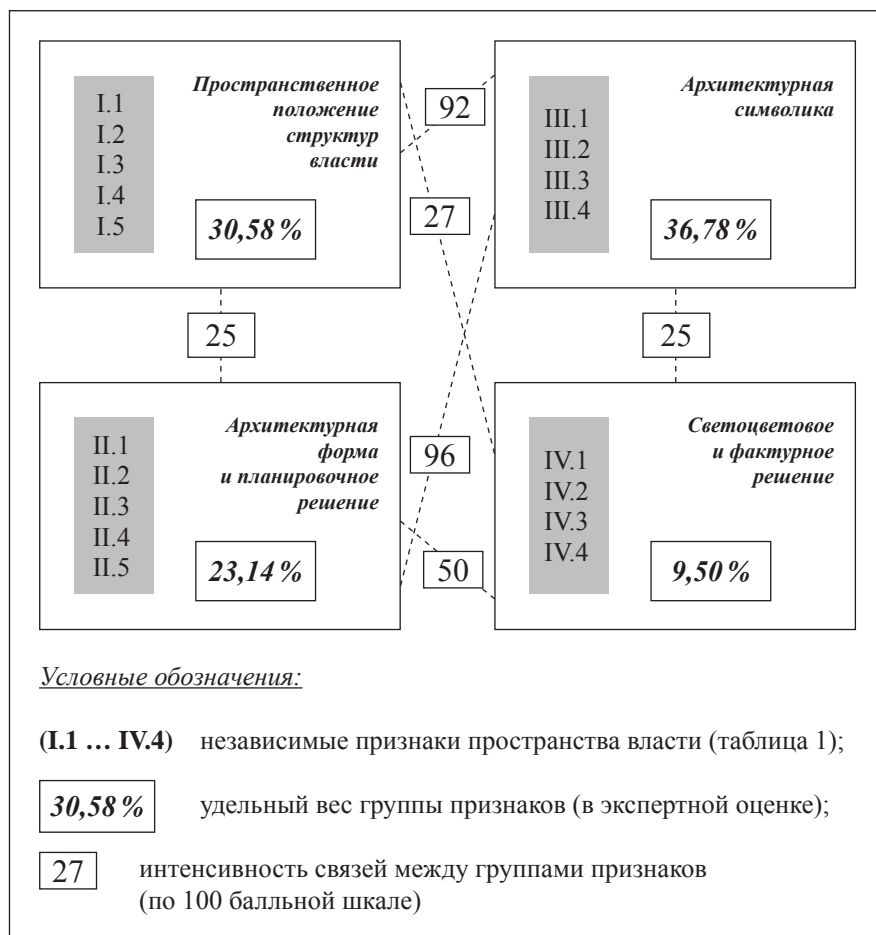 I.1
I.2
I.3
I.4
I.5
Пространственное
положение
структур
власти
30,58 %
92
27
III.1
III.2
III.3
III.4
Архитектурная
символика
36,78 %
25
25
II.1
II.2
II.3
II.4
II.5
Архитектурная
форма
и планировочное
решение
23,14 %
96
50
IV.1
IV.2
IV.3
IV.4
Светоцветовое
и фактурное
решение
9,50 %
Условные обозначения:
(I.1 … IV.4) независимые признаки пространства власти (таблица 1);
30,58 % удельный вес группы признаков (в экспертной оценке);
27 интенсивность связей между группами признаков
(по 100 балльной шкале)